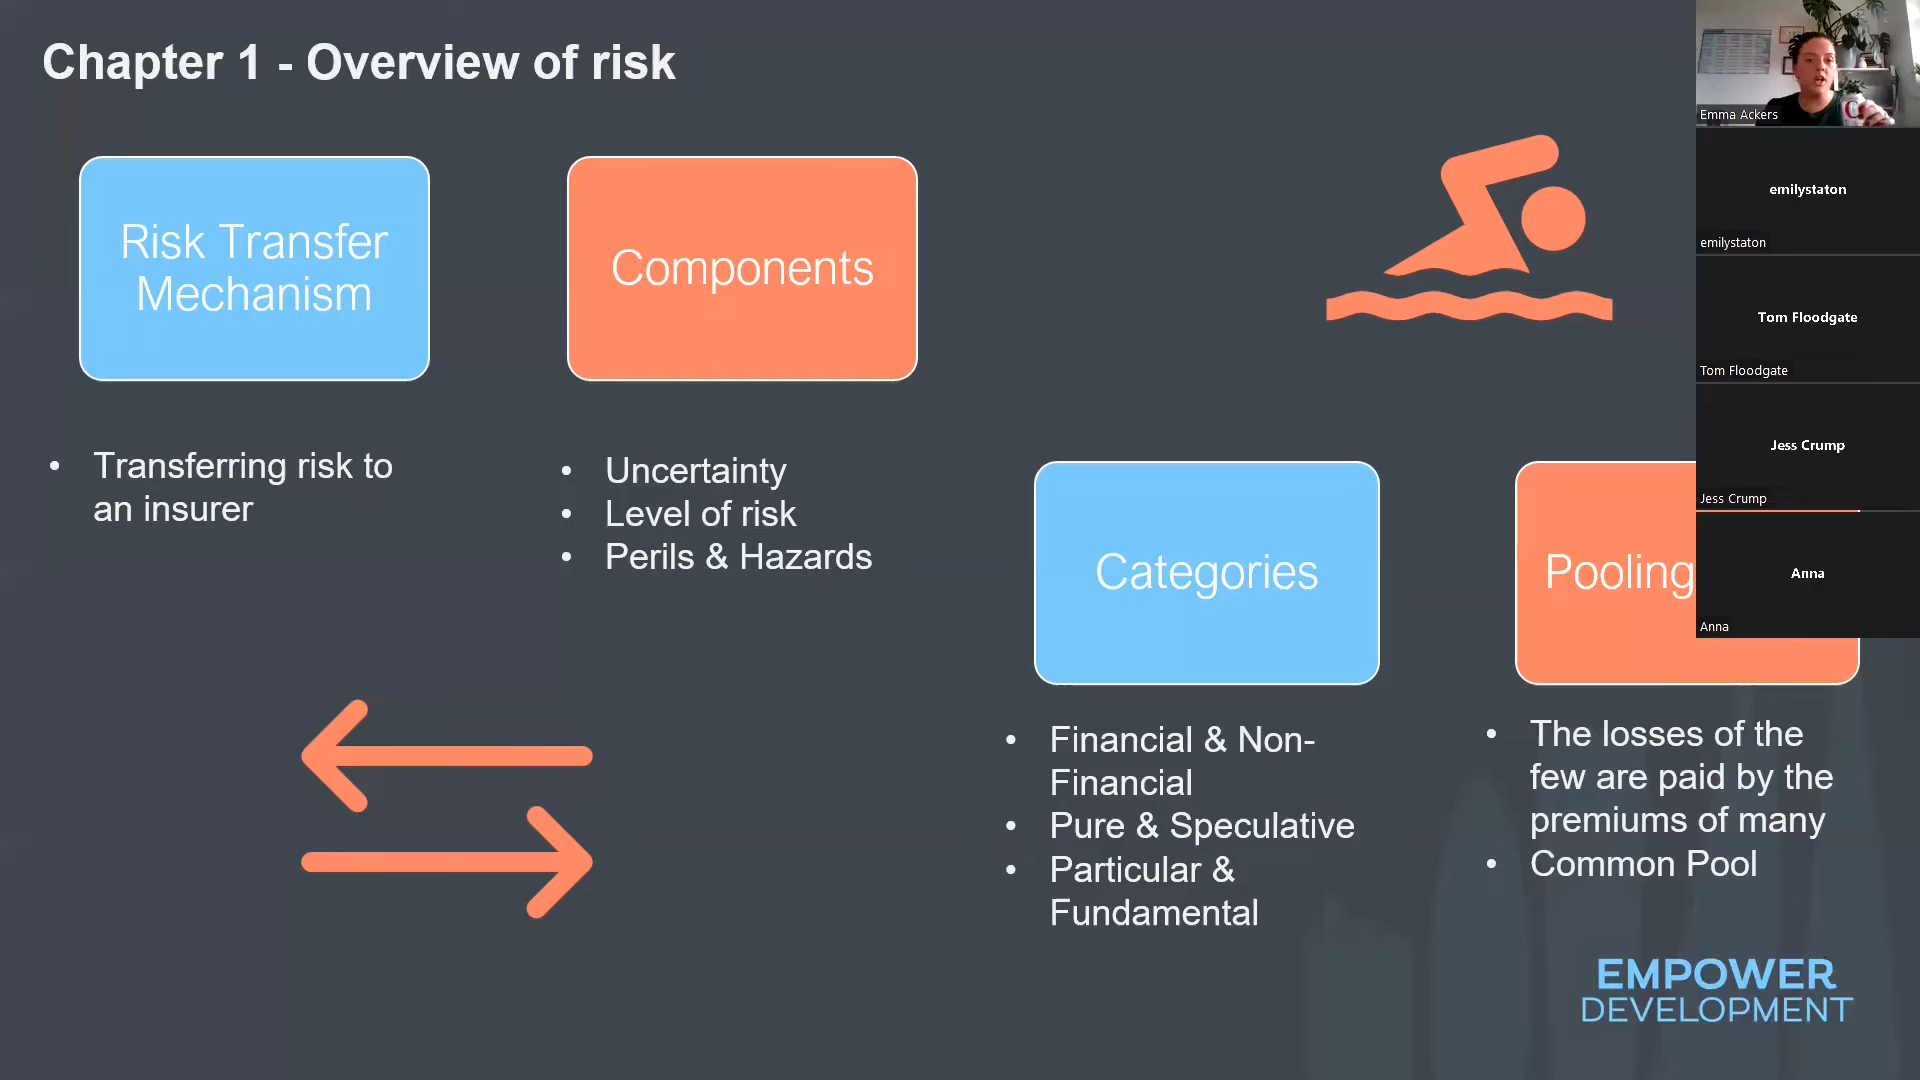 Chapter 1 - Overview of risk
Risk Transfer
Mechanism
Components
Transferring risk to
an insurer
Uncertainty
Level of risk
Perils & Hazards
Categories
Pooling
Financial & Non-
Financial
Pure & Speculative
Particular &
Fundamental
The losses of the
few are paid by the
premiums of many
Common Pool
EMPOWER
DEVELOPMENT
Emma Ackers
emilystaton
emilystaton
Tom Floodgate
Tom Floodgate
Jess Crump
Jess Crump
Anna
Anna